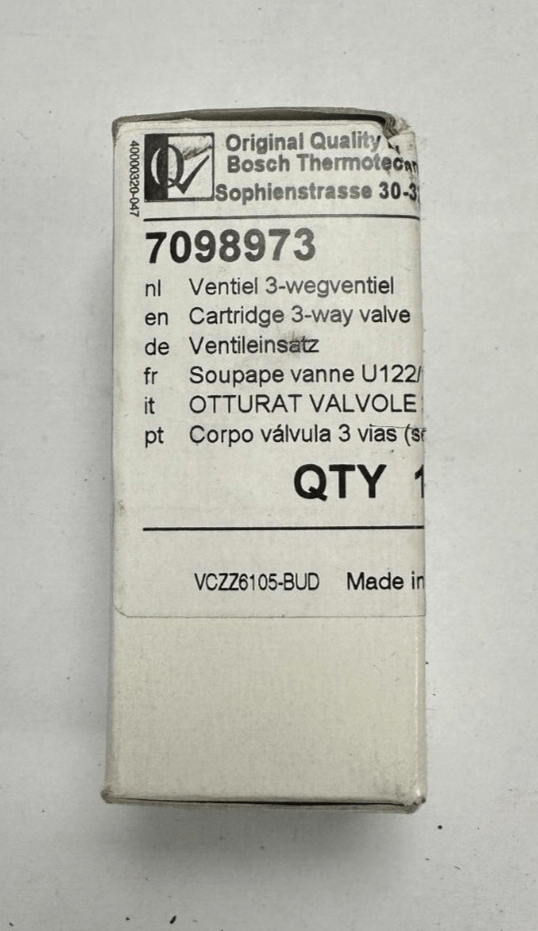 40000320-047
Original Quality
Bosch Thermotec
Sophienstrasse 30-3
7098973
nl Ventiel 3-wegventiel
en Cartridge 3-way valve
de Ventileinsatz
fr Soupape vanne U122/
it OTTURAT VALVOLE
pt Corpo válvula 3 vias (s
QTY 1
VCZZ6105-BUD Made in